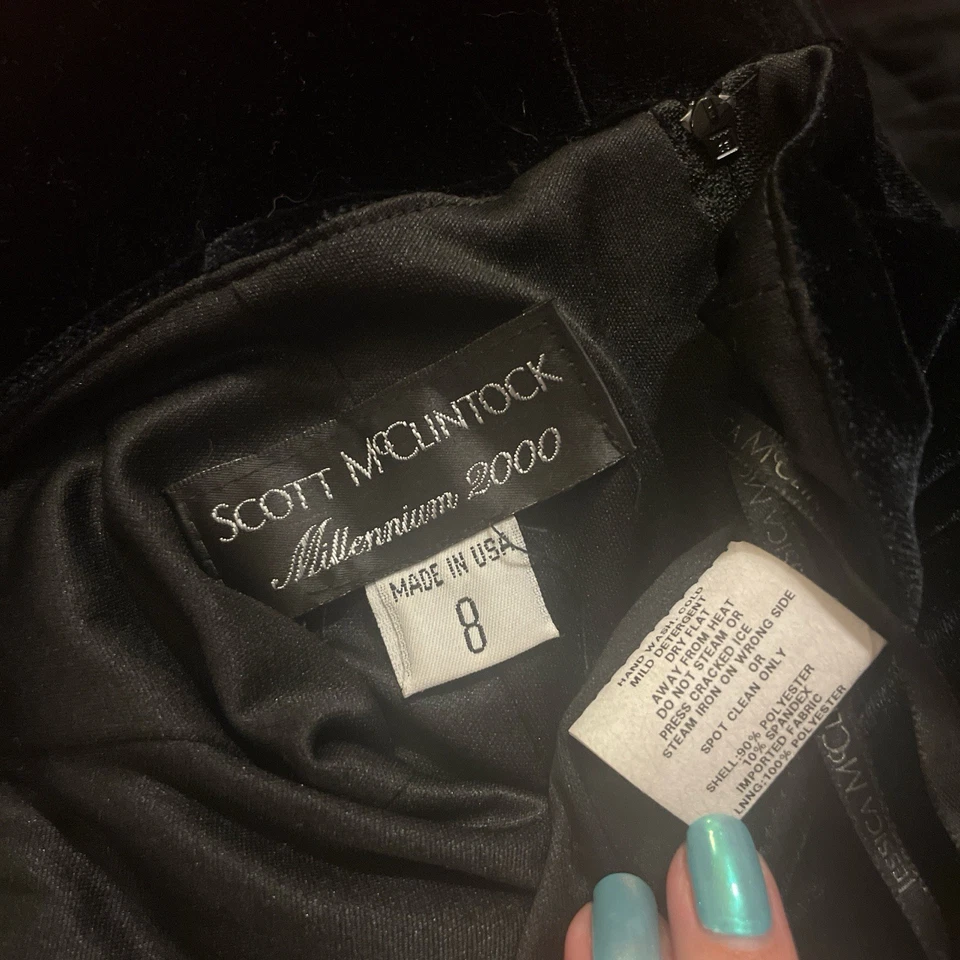 SCOTT McCLINTOCK
Millennium 2000
MADE IN USA
8
HAND WASH, COLD
MILD DETERGENT
DRY FLAT
AWAY FROM HEAT
DO NOT STEAM OR
PRESS CRACKED ICE
OR
STEAM IRON ON WRONG SIDE
SPOT CLEAN ONLY
SHELL:90% POLYESTER
10% SPANDEX
IMPORTED FABRIC
LNNG:100% POLYESTER
JESSICA McCL